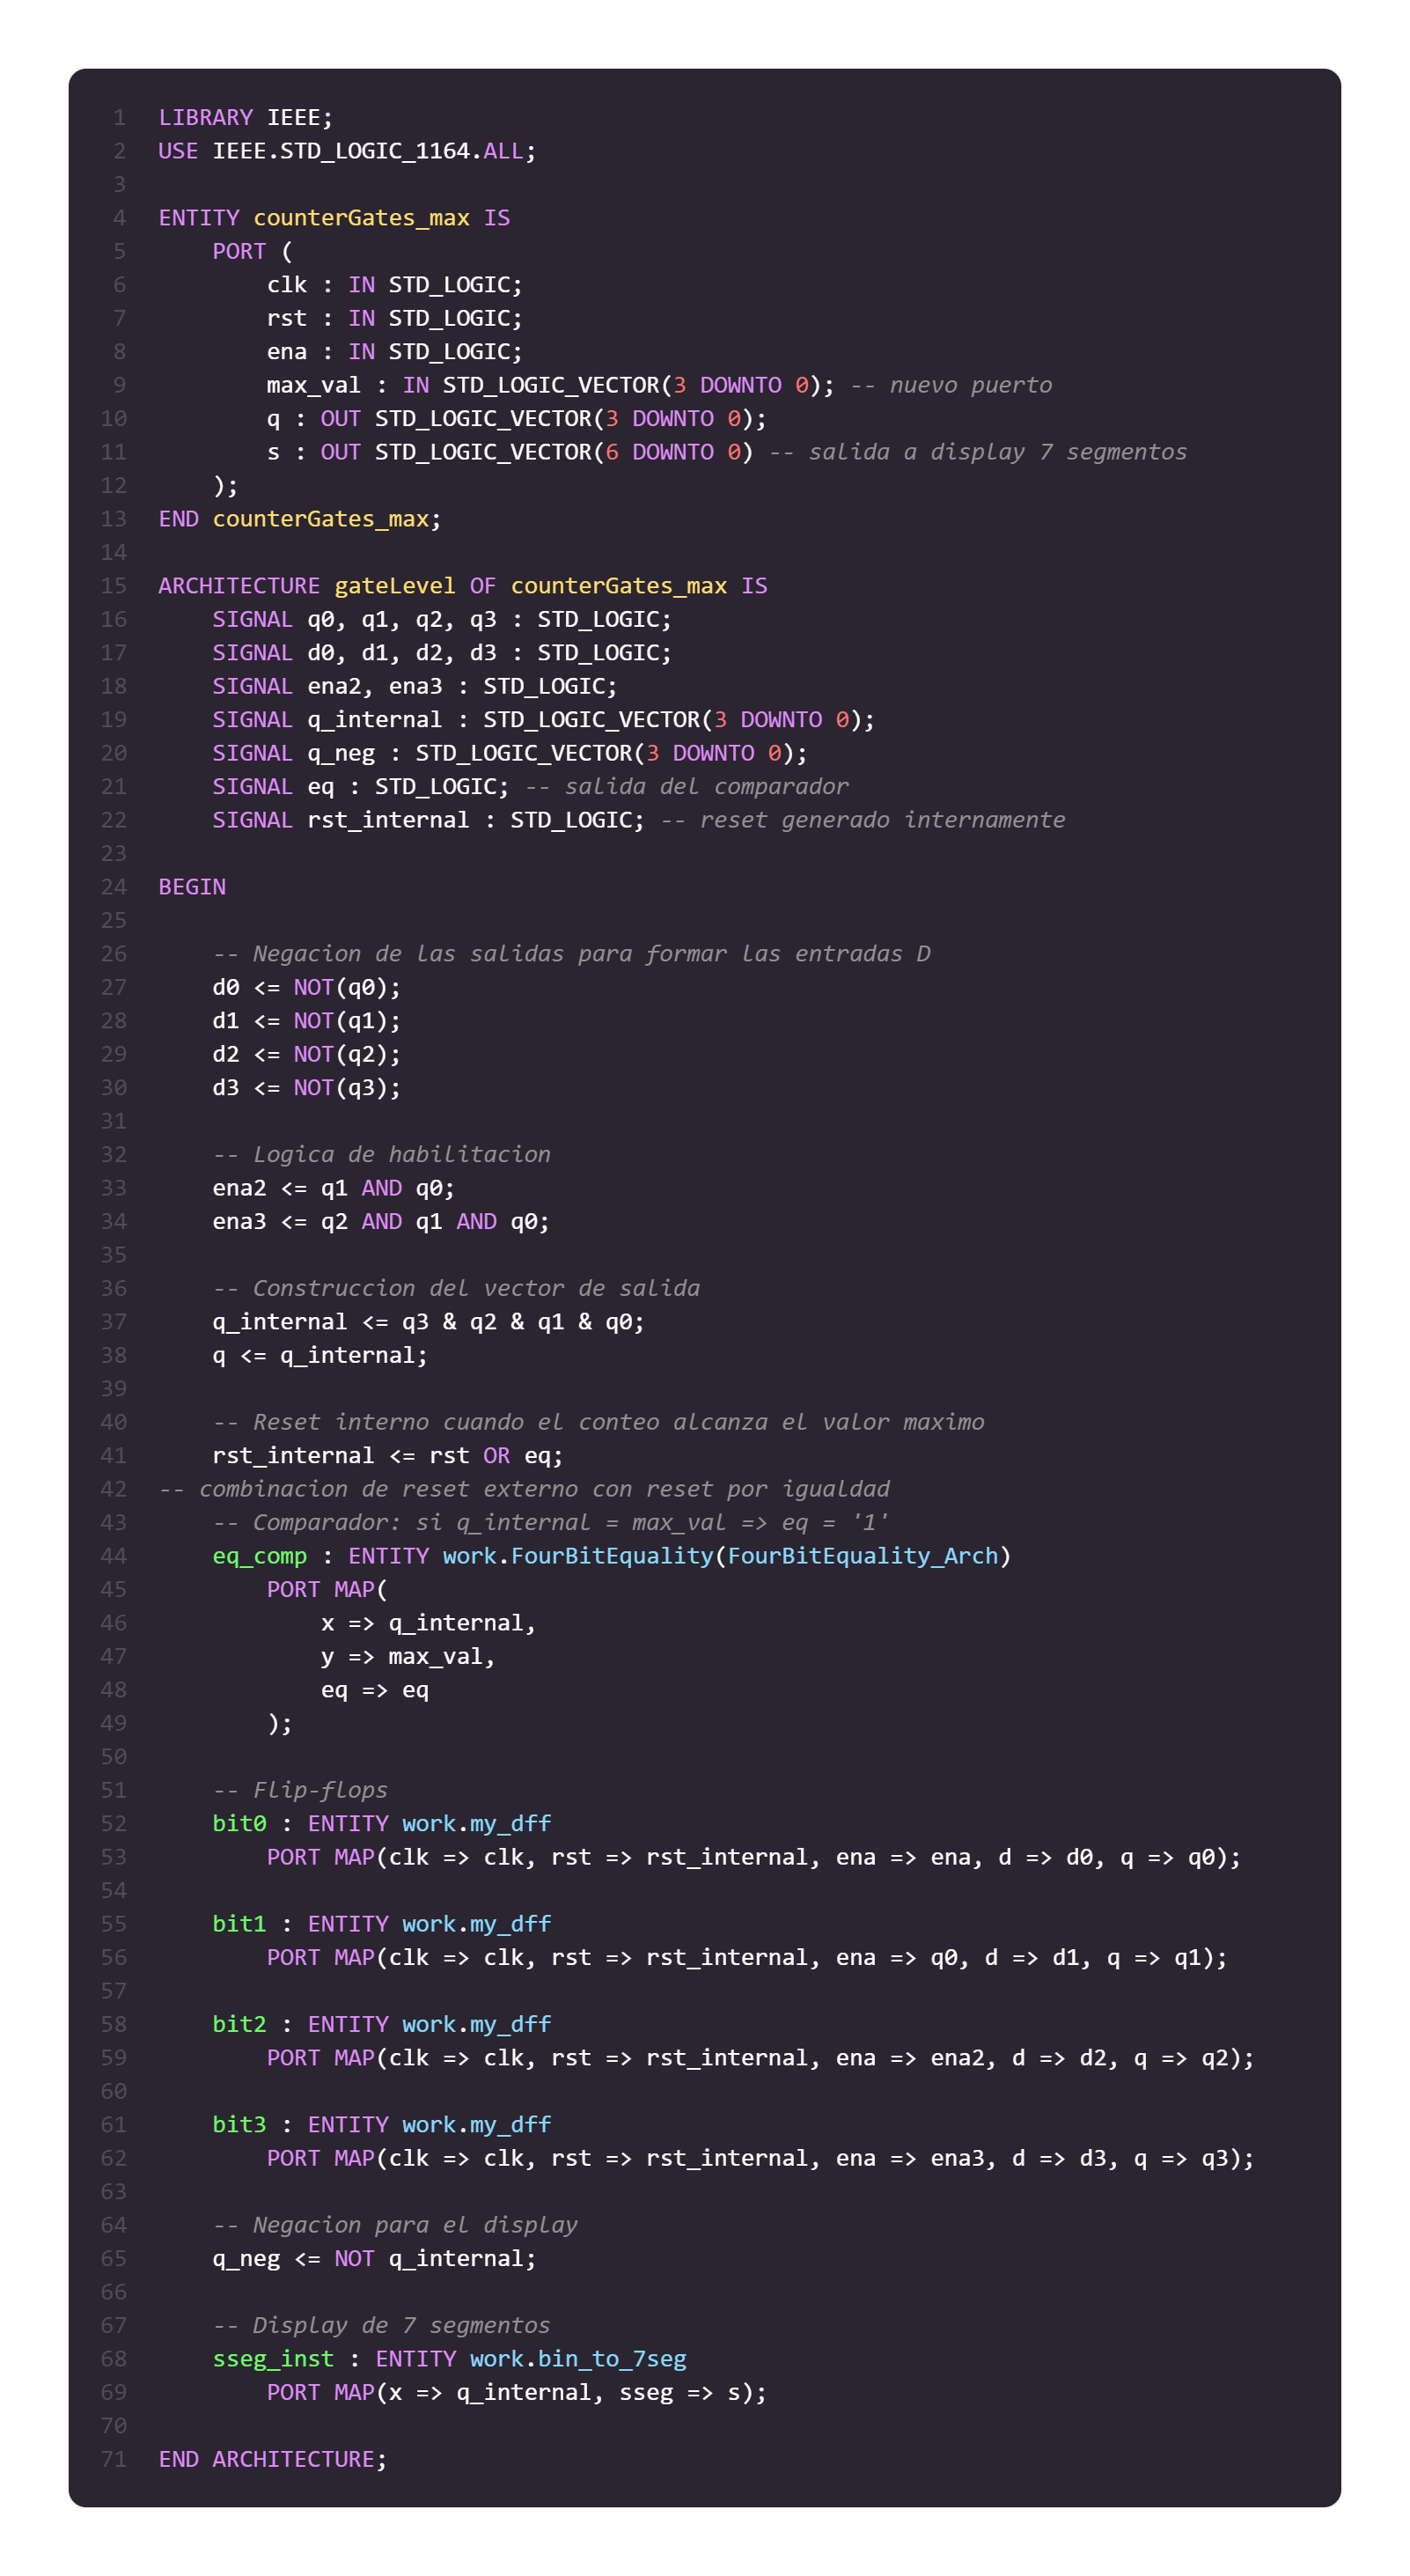 1 LIBRARY IEEE;
2 USE IEEE.STD_LOGIC_1164.ALL;
3
4 ENTITY counterGates_max IS
5     PORT (
6         clk : IN STD_LOGIC;
7         rst : IN STD_LOGIC;
8         ena : IN STD_LOGIC;
9         max_val : IN STD_LOGIC_VECTOR(3 DOWNTO 0); -- nuevo puerto
10         q : OUT STD_LOGIC_VECTOR(3 DOWNTO 0);
11         s : OUT STD_LOGIC_VECTOR(6 DOWNTO 0) -- salida a display 7 segmentos
12     );
13 END counterGates_max;
14
15 ARCHITECTURE gateLevel OF counterGates_max IS
16     SIGNAL q0, q1, q2, q3 : STD_LOGIC;
17     SIGNAL d0, d1, d2, d3 : STD_LOGIC;
18     SIGNAL ena2, ena3 : STD_LOGIC;
19     SIGNAL q_internal : STD_LOGIC_VECTOR(3 DOWNTO 0);
20     SIGNAL q_neg : STD_LOGIC_VECTOR(3 DOWNTO 0);
21     SIGNAL eq : STD_LOGIC; -- salida del comparador
22     SIGNAL rst_internal : STD_LOGIC; -- reset generado internamente
23
24 BEGIN
25
26     -- Negacion de las salidas para formar las entradas D
27     d0 <= NOT(q0);
28     d1 <= NOT(q1);
29     d2 <= NOT(q2);
30     d3 <= NOT(q3);
31
32     -- Logica de habilitacion
33     ena2 <= q1 AND q0;
34     ena3 <= q2 AND q1 AND q0;
35
36     -- Construccion del vector de salida
37     q_internal <= q3 & q2 & q1 & q0;
38     q <= q_internal;
39
40     -- Reset interno cuando el conteo alcanza el valor maximo
41     rst_internal <= rst OR eq;
42 -- combinacion de reset externo con reset por igualdad
43     -- Comparador: si q_internal = max_val => eq = '1'
44     eq_comp : ENTITY work.FourBitEquality(FourBitEquality_Arch)
45         PORT MAP(
46             x => q_internal,
47             y => max_val,
48             eq => eq
49         );
50
51     -- Flip-flops
52     bit0 : ENTITY work.my_dff
53         PORT MAP(clk => clk, rst => rst_internal, ena => ena, d => d0, q => q0);
54
55     bit1 : ENTITY work.my_dff
56         PORT MAP(clk => clk, rst => rst_internal, ena => q0, d => d1, q => q1);
57
58     bit2 : ENTITY work.my_dff
59         PORT MAP(clk => clk, rst => rst_internal, ena => ena2, d => d2, q => q2);
60
61     bit3 : ENTITY work.my_dff
62         PORT MAP(clk => clk, rst => rst_internal, ena => ena3, d => d3, q => q3);
63
64     -- Negacion para el display
65     q_neg <= NOT q_internal;
66
67     -- Display de 7 segmentos
68     sseg_inst : ENTITY work.bin_to_7seg
69         PORT MAP(x => q_internal, sseg => s);
70
71 END ARCHITECTURE;